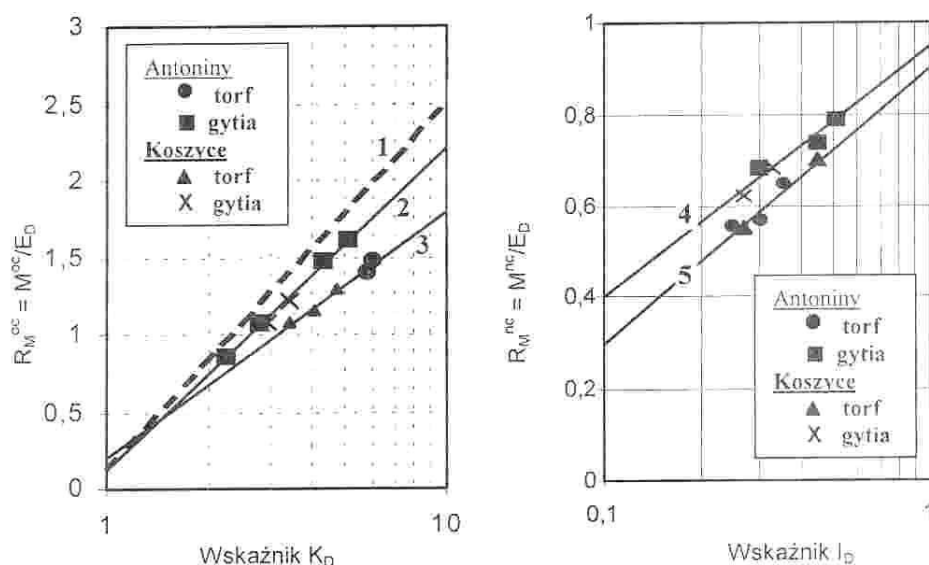 3
2,5
2
1,5
1
0,5
0
R_M^oc = M^oc/E_D
Antoniny
torf
gytia
Koszyce
torf
gytia
1
2
3
1
10
Wskaźnik K_D
1
0,8
0,6
0.4
0,2
0
R_M^nc = M^nc/E_D
4
5
Antoniny
torf
gytia
Koszyce
torf
gytia
0,1
1
Wskaźnik I_D